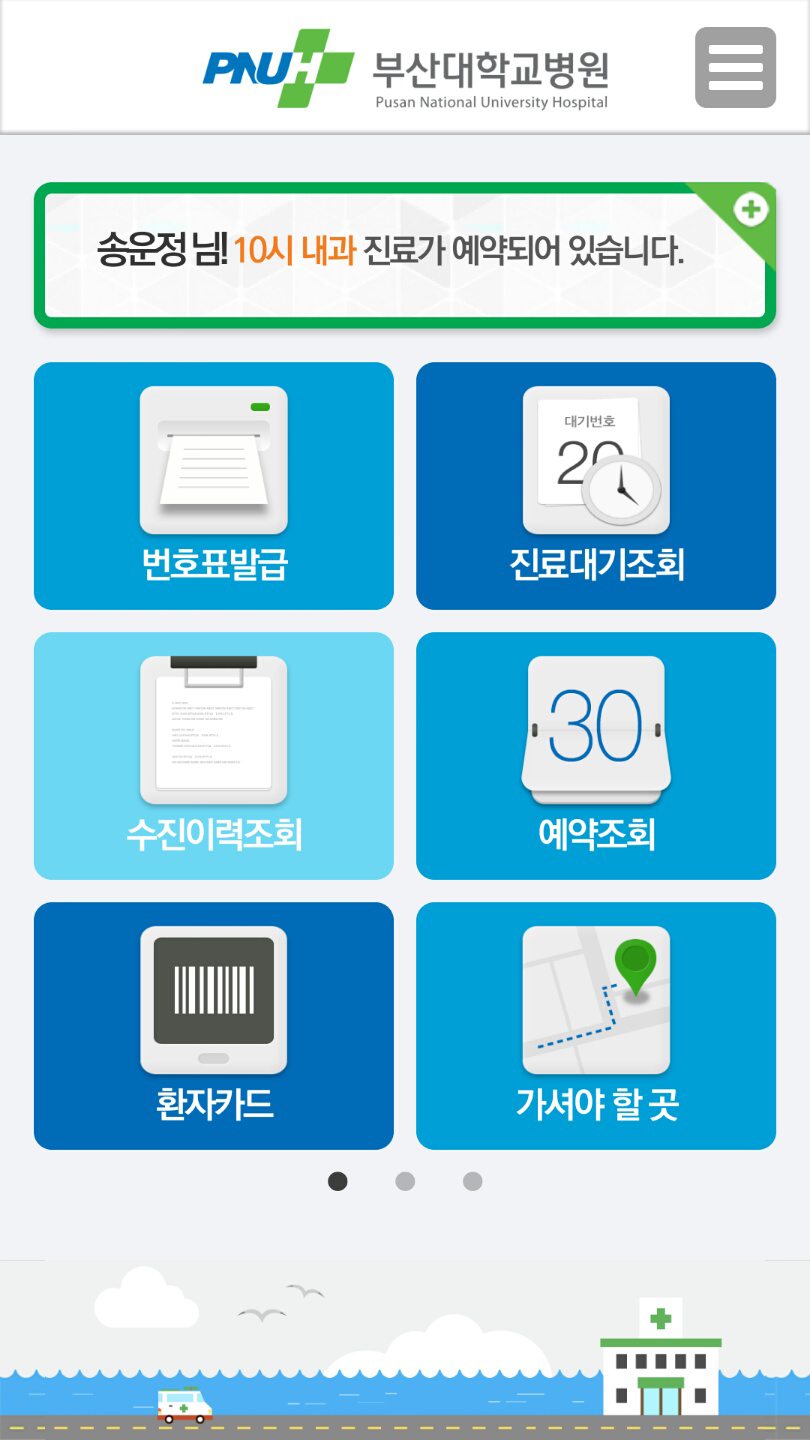 PNUH 부산대학교병원
Pusan National University Hospital
송운정 님! 10시 내과 진료가 예약되어 있습니다.
번호표발급
대기번호
20
진료대기조회
수진이력조회
30
예약조회
환자카드
가셔야 할 곳